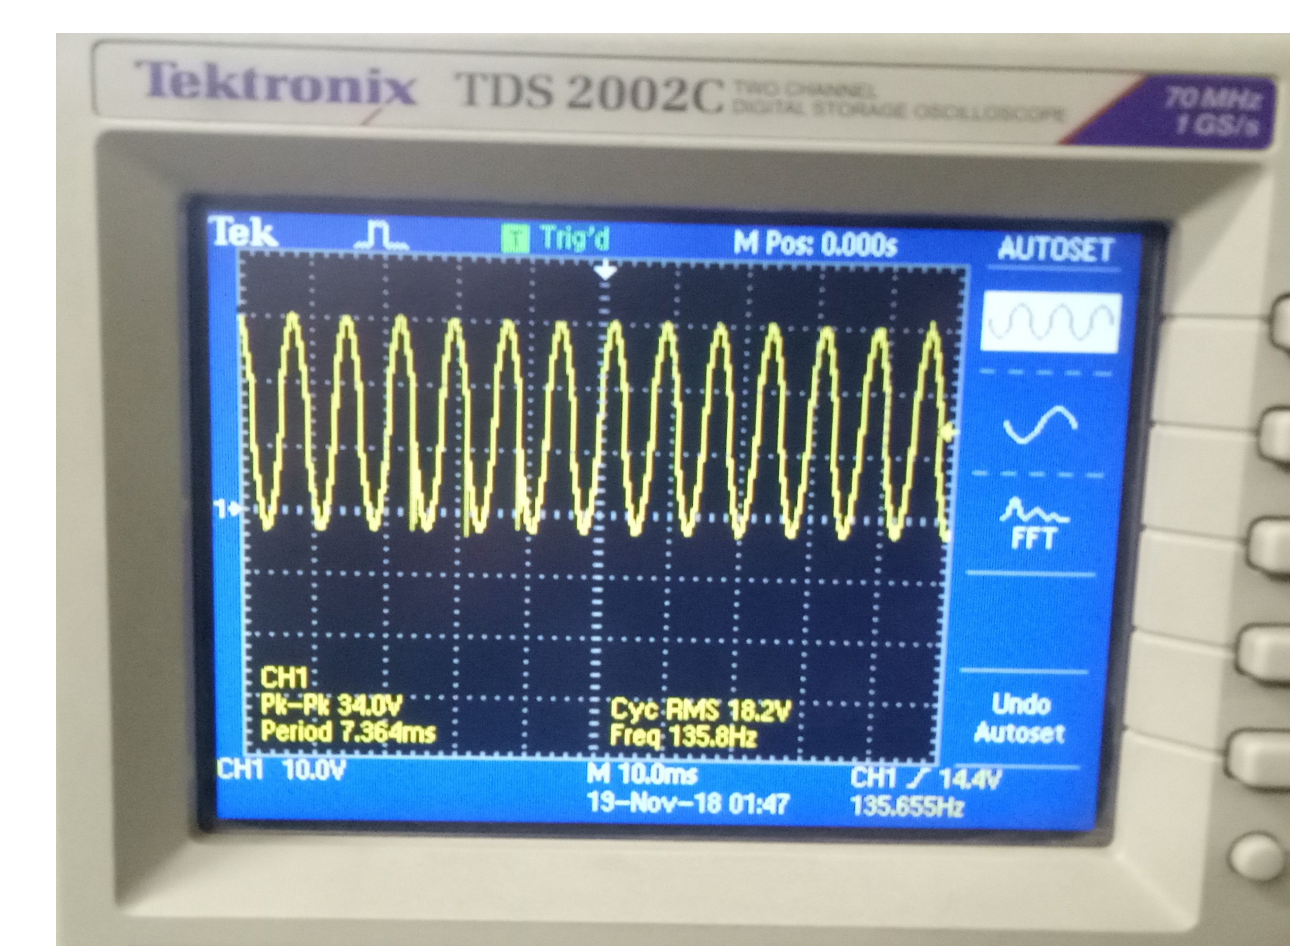 Tektronix TDS 2002C TWO CHANNEL
DIGITAL STORAGE OSCILLOSCOPE
70 MHz
1 GS/s
Tek T Trig'd M Pos: 0.000s AUTOSET
1
FFT
CH1
Pk-Pk 34.0V
Period 7.364ms
Cyc RMS 18.2V
Freq 135.8Hz
Undo
Autoset
CH1 10.0V M 10.0ms CH1 14.4V
19-Nov-18 01:47 135.655Hz